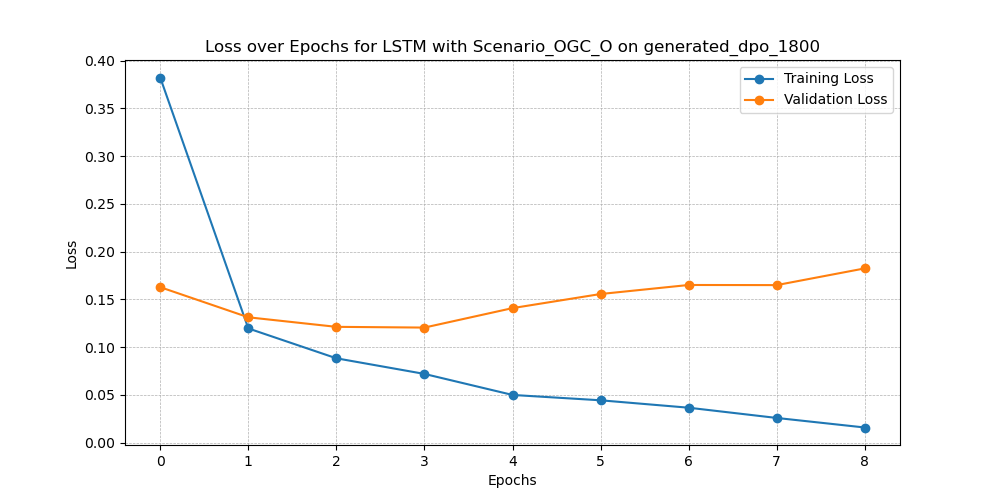 Loss over Epochs for LSTM with Scenario_OGC_O on generated_dpo_1800
Training Loss
Validation Loss
0.40
0.35
0.30
0.25
0.20
0.15
0.10
0.05
0.00
Loss
0 1 2 3 4 5 6 7 8
Epochs